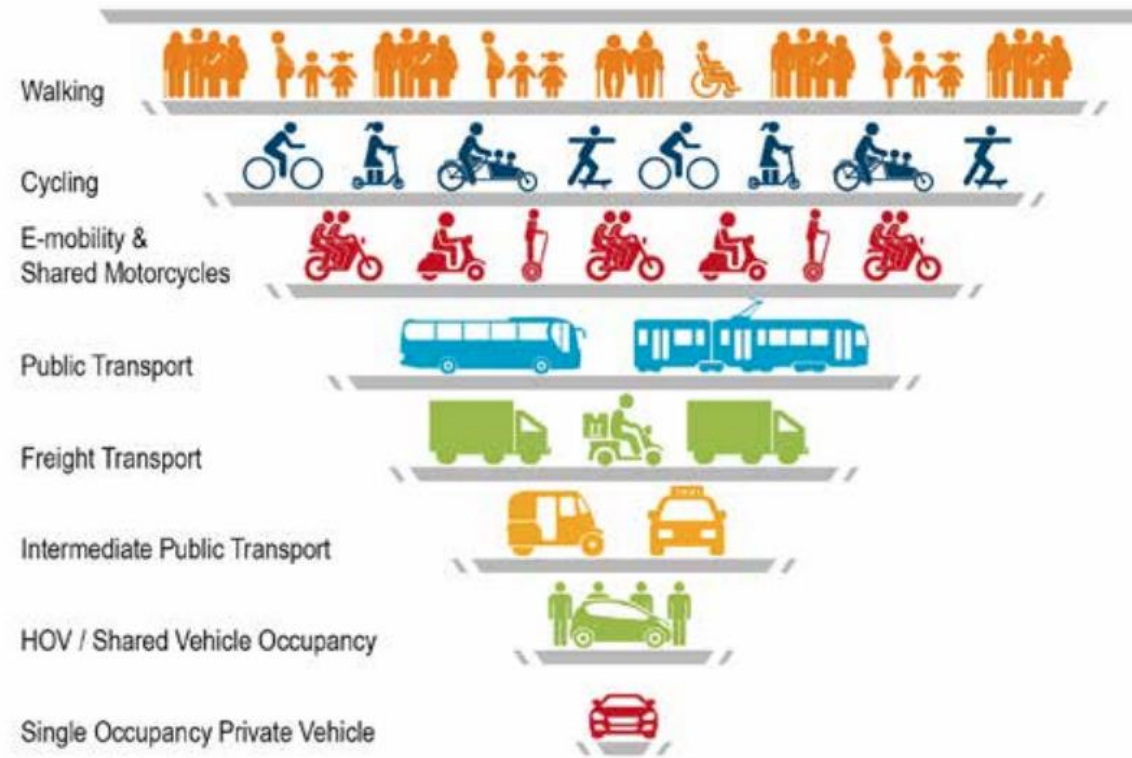 Walking
Cycling
E-mobility &
Shared Motorcycles
Public Transport
Freight Transport
M
TAXI
Intermediate Public Transport
HOV / Shared Vehicle Occupancy
Single Occupancy Private Vehicle